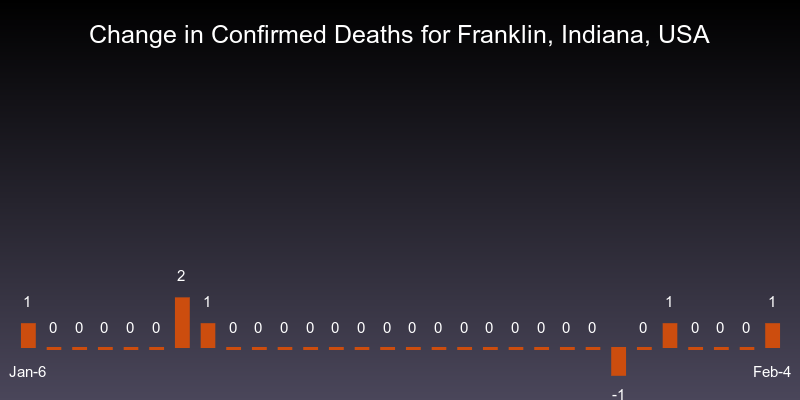 Change in Confirmed Deaths for Franklin, Indiana, USA
2
1 1 1 1
0 0 0 0 0 0 0 0 0 0 0 0 0 0 0 0 0 0 0 0 0 0 0 0
Jan-6 Feb-4
-1